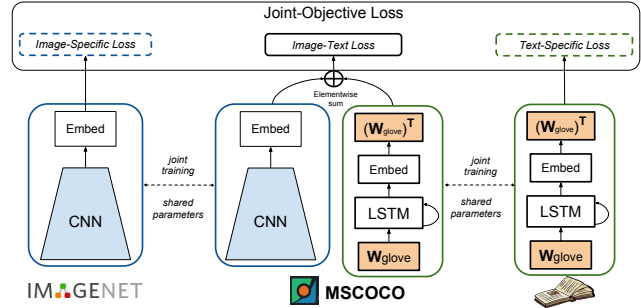 Joint-Objective Loss
Image-Specific Loss
Image-Text Loss
Text-Specific Loss
Elementwise
sum
Embed
CNN
joint
training
shared
parameters
Embed
CNN
(Wglove)T
Embed
LSTM
Wglove
joint
training
shared
parameters
(Wglove)T
Embed
LSTM
Wglove
IMAGENET
MSCOCO